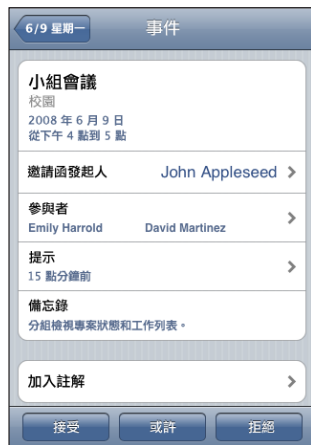 6/9 星期一
事件
小組會議
校園
2008 年 6 月 9 日
從下午 4 點到 5 點
邀請函發起人 John Appleseed
參與者
Emily Harrold David Martinez
提示
15 點分鐘前
備忘錄
分組檢視專案狀態和工作列表。
加入註解
接受 或許 拒絕